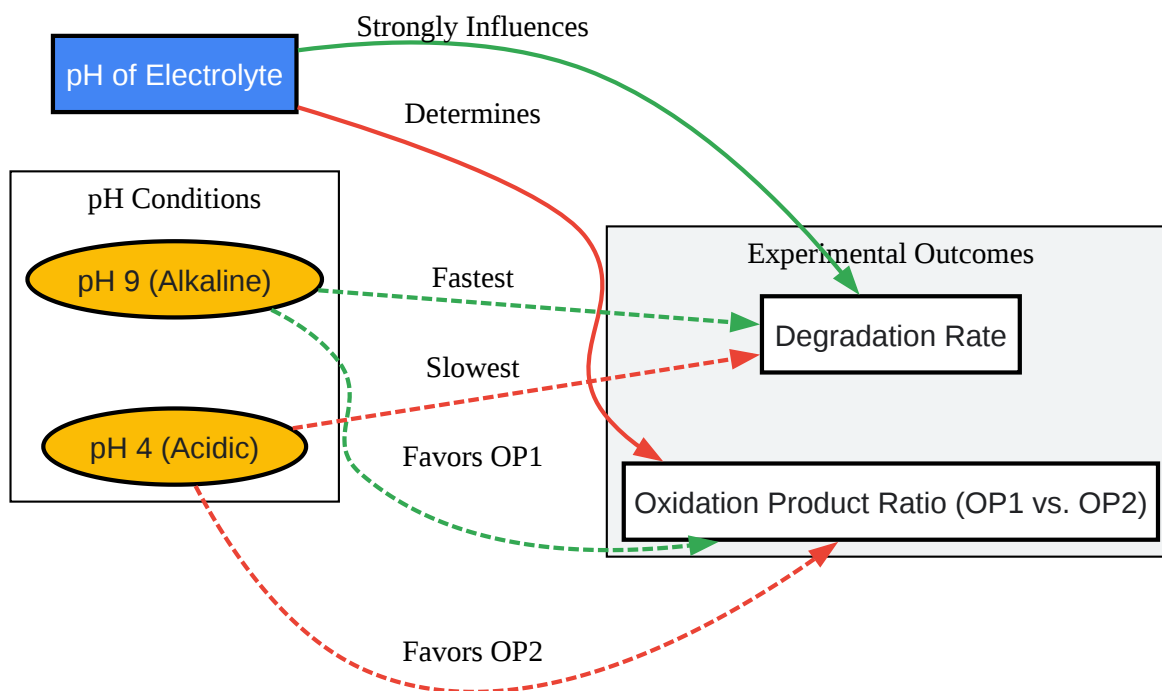 Strongly Influences
pH of Electrolyte
Determines
pH Conditions
Experimental Outcomes
pH 9 (Alkaline)
Fastest
Degradation Rate
Slowest
pH 4 (Acidic)
Favors OP1
Oxidation Product Ratio (OP1 vs. OP2)
Favors OP2